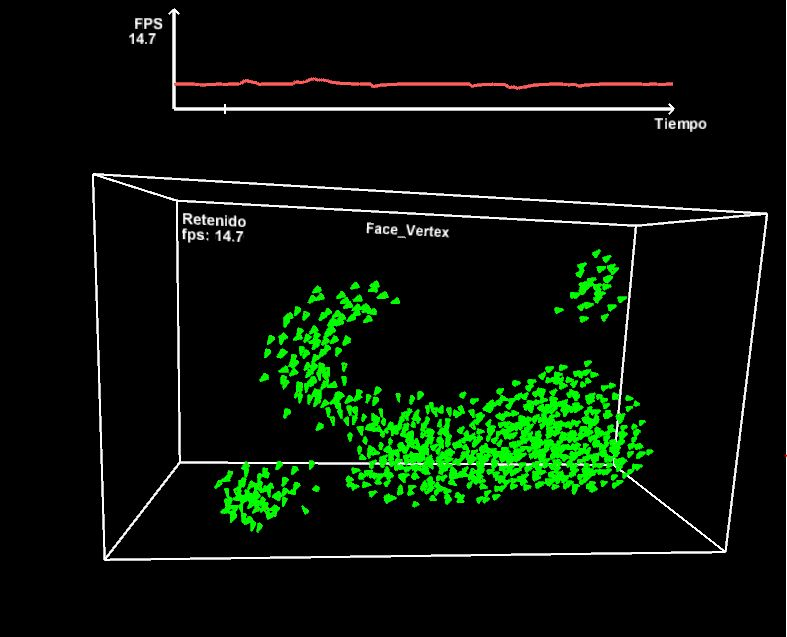 FPS
14.7
Tiempo
Retenido
fps: 14.7
Face_Vertex